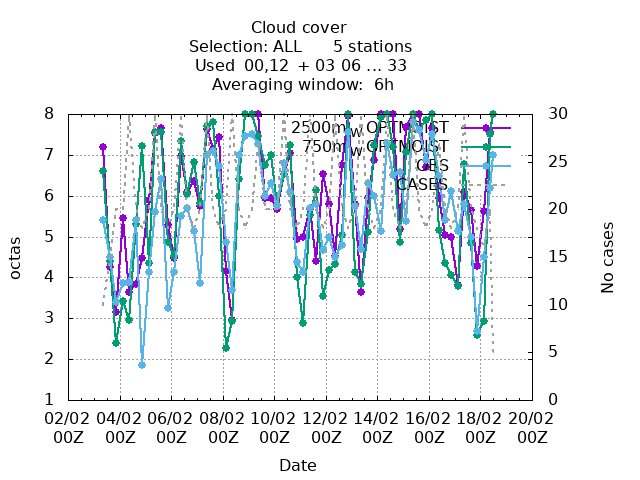 Cloud cover
Selection: ALL 5 stations
Used 00,12 + 03 06 ... 33
Averaging window: 6h
8 30
2500m
750m
OBS
CASES
7 25
6 20
octas No cases
5 15
4 10
3
2 5
1 0
02/02 04/02 06/02 08/02 10/02 12/02 14/02 16/02 18/02 20/02
00Z 00Z 00Z 00Z 00Z 00Z 00Z 00Z 00Z 00Z
Date